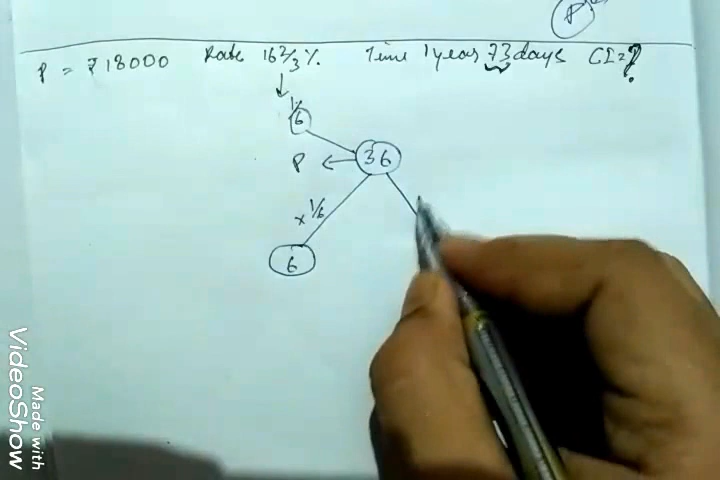 P
P = ₹18000 Rate 16 2/3 %. Time 1 year 73 days CI = ?
1/6
P
36
x 1/6
6
Made with
VideoShow